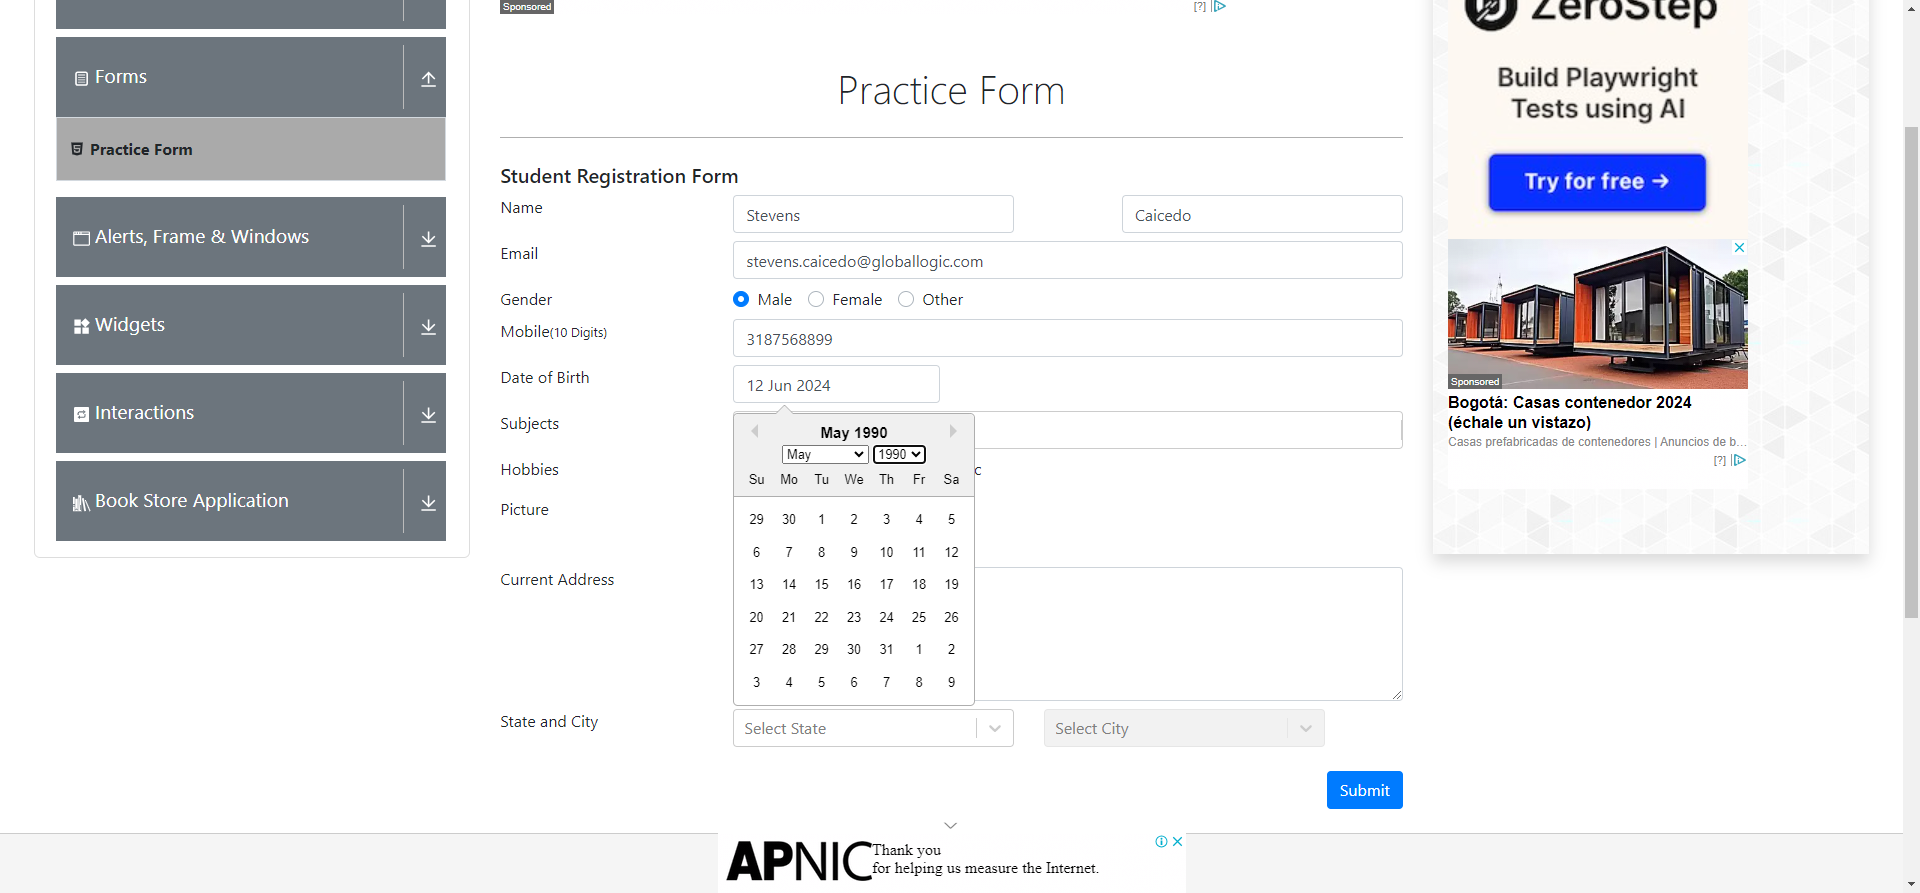 Sponsored
[?]
Forms
Practice Form
Alerts, Frame & Windows
Widgets
Interactions
Book Store Application
Practice Form
Student Registration Form
Name
Stevens
Caicedo
Email
stevens.caicedo@globallogic.com
Gender
Male
Female
Other
Mobile(10 Digits)
3187568899
Date of Birth
12 Jun 2024
May 1990
May
1990
Su Mo Tu We Th Fr Sa
29 30 1 2 3 4 5
6 7 8 9 10 11 12
13 14 15 16 17 18 19
20 21 22 23 24 25 26
27 28 29 30 31 1 2
3 4 5 6 7 8 9
Subjects
Hobbies
c
Picture
Current Address
State and City
Select State
Select City
Submit
ZeroStep
Build Playwright
Tests using AI
Try for free →
Sponsored
Bogotá: Casas contenedor 2024
(échale un vistazo)
Casas prefabricadas de contenedores | Anuncios de b...
[?]
APNIC
Thank you
for helping us measure the Internet.